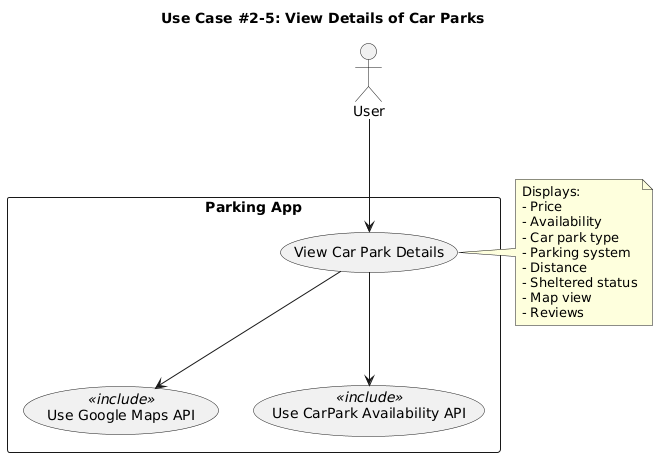 Use Case #2-5: View Details of Car Parks
User
Parking App
Displays:
- Price
- Availability
- Car park type
- Parking system
- Distance
- Sheltered status
- Map view
- Reviews
View Car Park Details
«include»
Use Google Maps API
«include»
Use CarPark Availability API